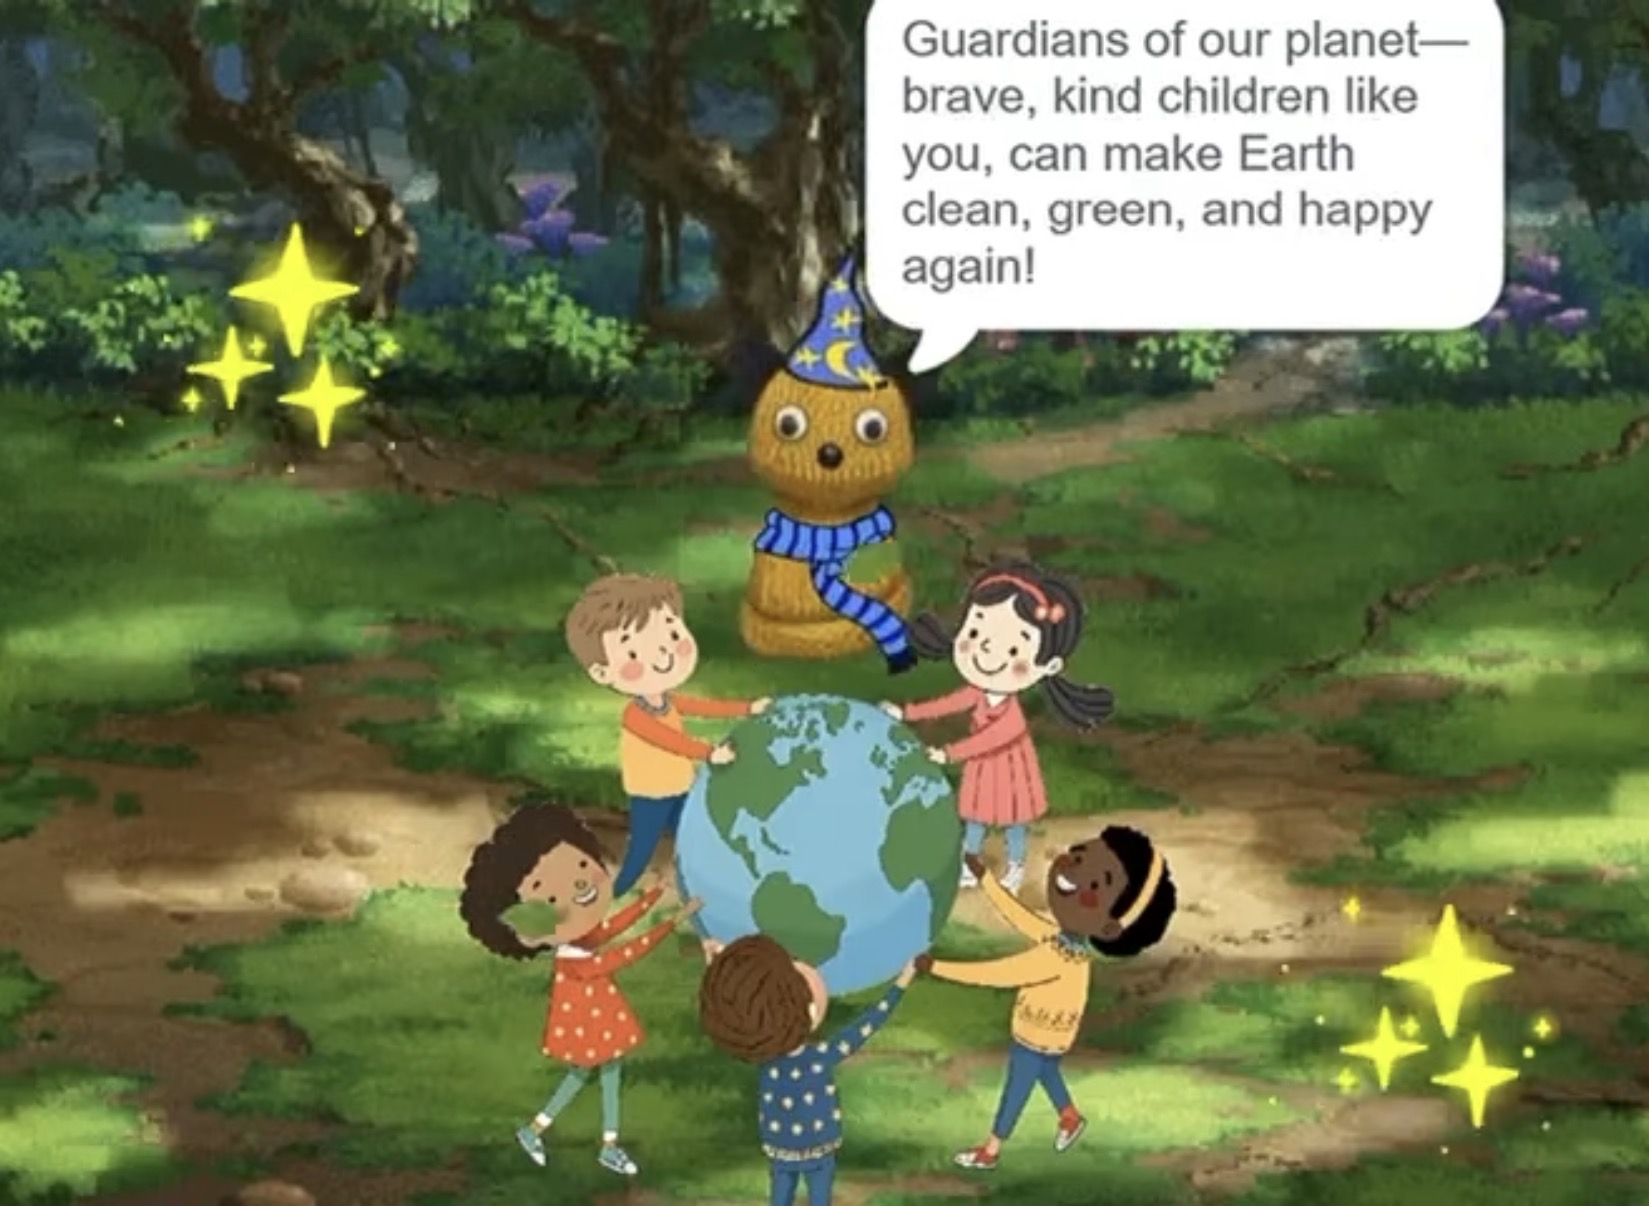 Guardians of our planet—
brave, kind children like
you, can make Earth
clean, green, and happy
again!